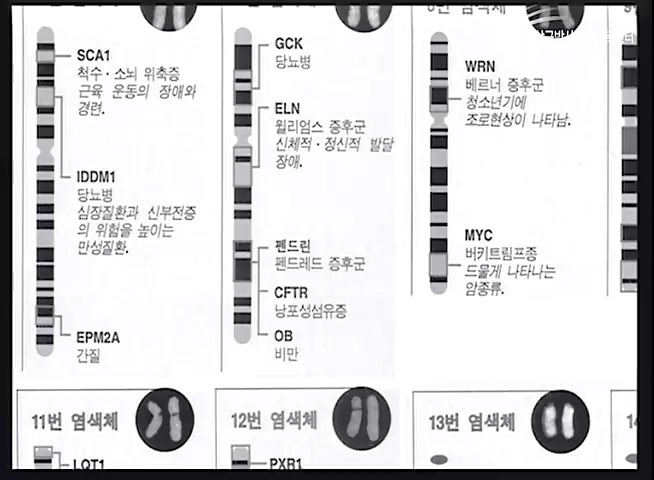 SCA1
척수·소뇌 위축증
근육 운동의 장애와
경련.
IDDM1
당뇨병
심장질환과 신부전증
의 위험을 높이는
만성질환.
EPM2A
간질
GCK
당뇨병
ELN
윌리엄스 증후군
신체적·정신적 발달
장애.
펜드린
펜드레드 증후군
CFTR
낭포성섬유증
OB
비만
8번 염색체
WRN
베르너 증후군
청소년기에
조로현상이 나타남.
MYC
버키트림프종
드물게 나타나는
암종류.
11번 염색체
LQT1
12번 염색체
PXR1
13번 염색체